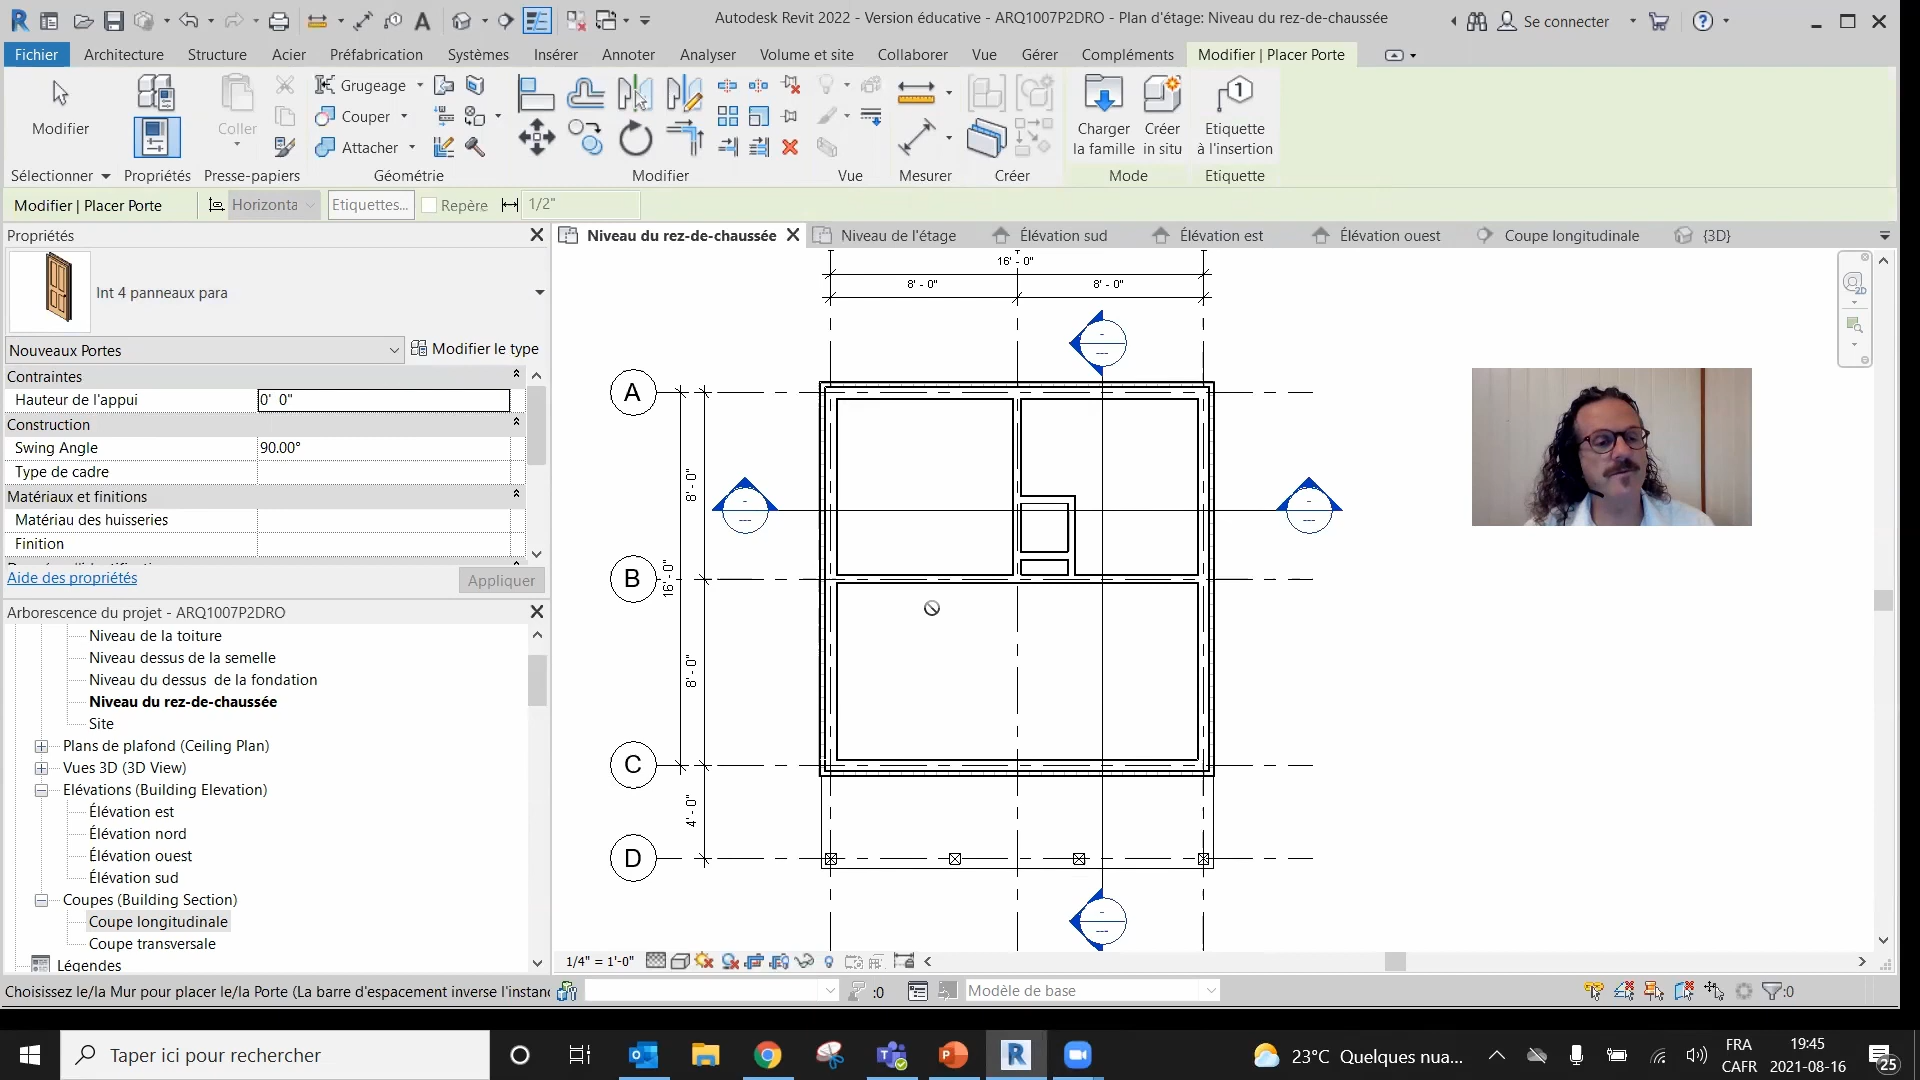 Autodesk Revit 2022 - Version éducative - ARQ1007P2DRO - Plan d'étage: Niveau du rez-de-chaussée
Se connecter
Fichier Architecture Structure Acier Préfabrication Systèmes Insérer Annoter Analyser Volume et site Collaborer Vue Gérer Compléments Modifier | Placer Porte
Modifier
Coller
Grugeage
Couper
Attacher
Charger la famille
Créer in situ
Etiquette à l'insertion
Sélectionner Propriétés Presse-papiers Géométrie Modifier Vue Mesurer Créer Mode Etiquette
Modifier | Placer Porte Horizonta Etiquettes... Repère 1/2"
Propriétés
Int 4 panneaux para
Nouveaux Portes Modifier le type
Contraintes
Hauteur de l'appui 0' 0"
Construction
Swing Angle 90.00°
Type de cadre
Matériaux et finitions
Matériau des huisseries
Finition
Aide des propriétés Appliquer
Arborescence du projet - ARQ1007P2DRO
Niveau de la toiture
Niveau dessus de la semelle
Niveau du dessus de la fondation
Niveau du rez-de-chaussée
Site
Plans de plafond (Ceiling Plan)
Vues 3D (3D View)
Elévations (Building Elevation)
Élévation est
Élévation nord
Élévation ouest
Élévation sud
Coupes (Building Section)
Coupe longitudinale
Coupe transversale
Légendes
Niveau du rez-de-chaussée Niveau de l'étage Élévation sud Élévation est Élévation ouest Coupe longitudinale {3D}
2D
16' - 0"
8' - 0" 8' - 0"
A
8' - 0"
B
16' - 0"
8' - 0"
C
4' - 0"
D
1/4" = 1'-0"
Choisissez le/la Mur pour placer le/la Porte (La barre d'espacement inverse l'instanc :0 Modèle de base :0
Taper ici pour rechercher
23°C Quelques nua...
FRA
CAFR
19:45
2021-08-16
25